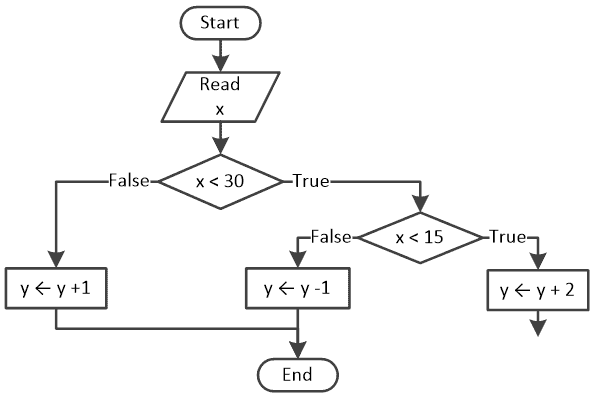 Start
Read
x
False
x < 30
True
False
x < 15
True
y ← y +1
y ← y -1
y ← y + 2
End